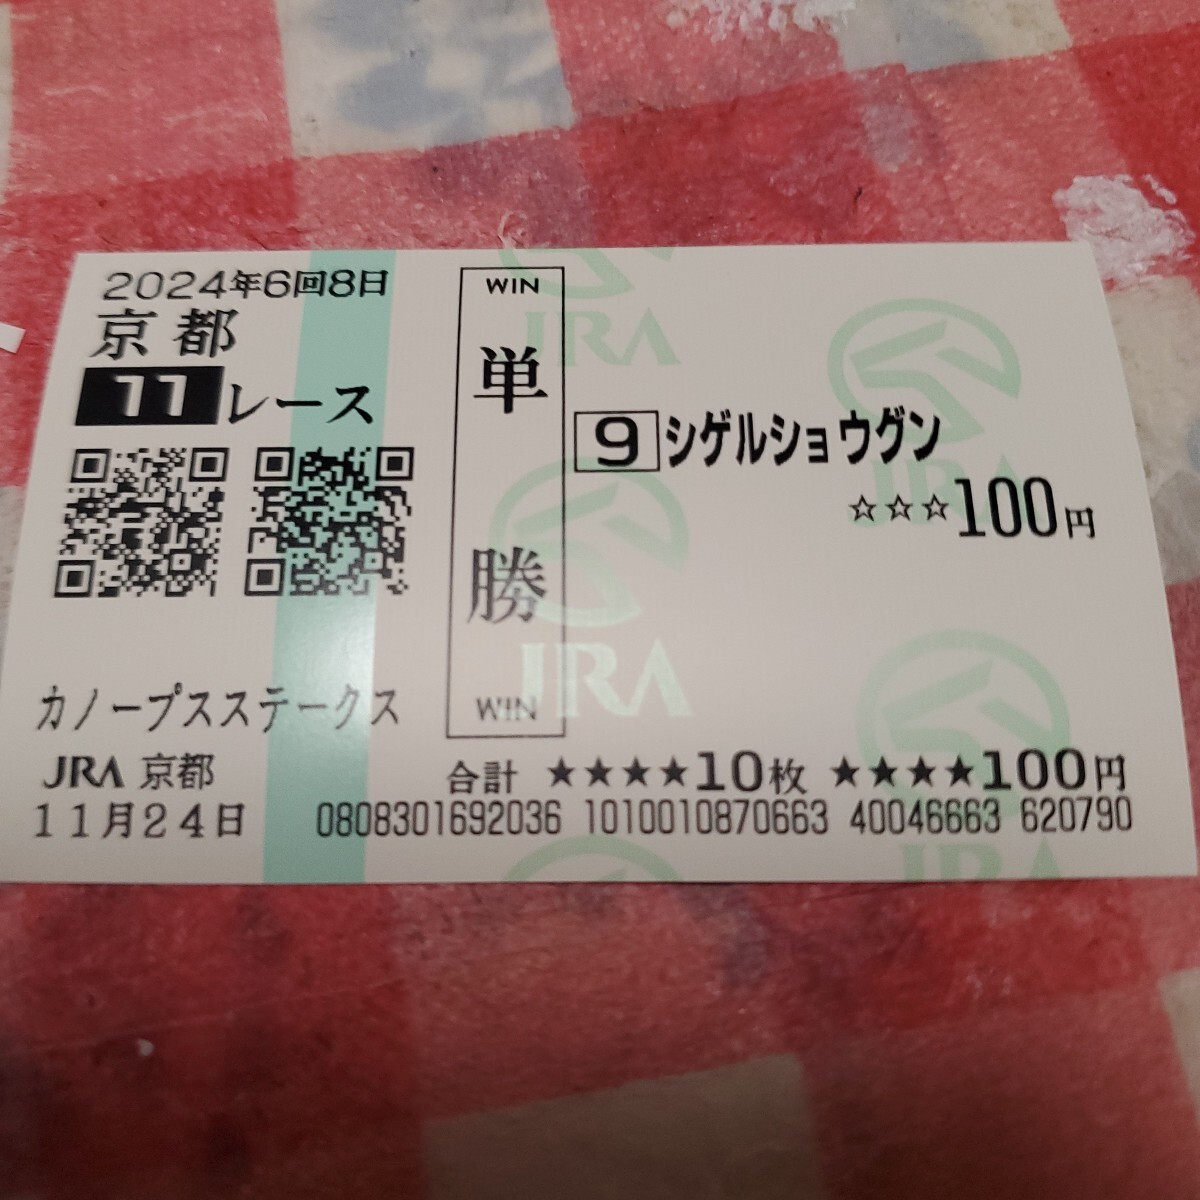 2024年6回8日
京都
11レース
カノープスステークス
JRA 京都
11月24日
WIN
単勝
WIN
9 シゲルショウグン
☆☆☆100円
合計 ★★★★10枚 ★★★★100円
0808301692036 1010010870663 40046663 620790
JRA
JRA
JRA
JRA